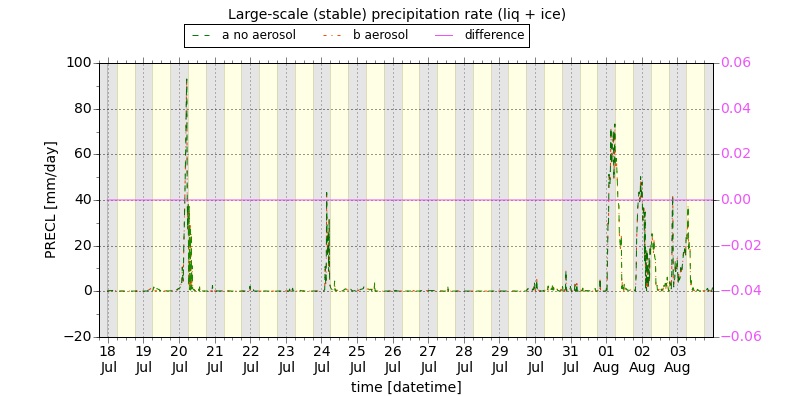 Large-scale (stable) precipitation rate (liq + ice)
a no aerosol b aerosol difference
100 0.06
80 0.04
60 0.02
40 0.00
20 −0.02
0 −0.04
−20 −0.06
PRECL [mm/day]
18 19 20 21 22 23 24 25 26 27 28 29 30 31 01 02 03
Jul Jul Jul Jul Jul Jul Jul Jul Jul Jul Jul Jul Jul Jul Aug Aug Aug
time [datetime]